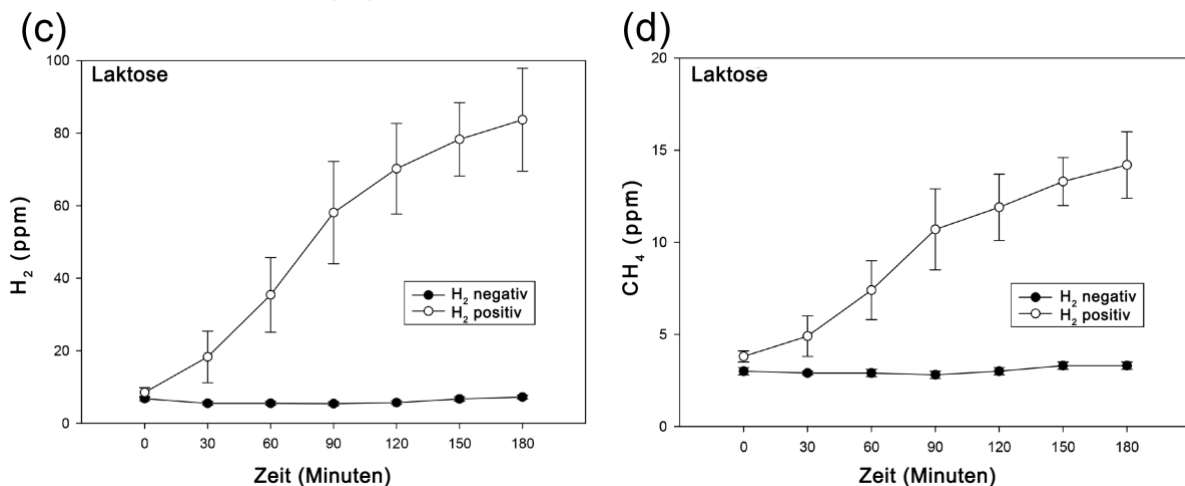 (c)
Laktose
H₂ (ppm)
100
80
60
40
20
0
H₂ negativ
H₂ positiv
0 30 60 90 120 150 180
Zeit (Minuten)
(d)
Laktose
CH₄ (ppm)
20
15
10
5
0
H₂ negativ
H₂ positiv
0 30 60 90 120 150 180
Zeit (Minuten)